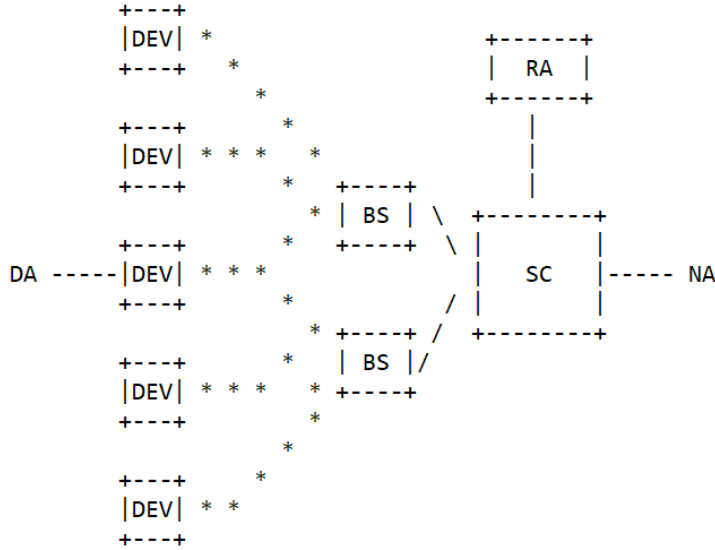 +---+
|DEV| *                    +------+
+---+   *                  |  RA  |
          *                +------+
+---+       *                 |
|DEV| * * *   *               |
+---+       *   +----+        |
              * | BS | \  +--------+
+---+       *   +----+  \ |        |
DA -----|DEV| * * *               |   SC   |----- NA
+---+       *           / |        |
              * +----+ /  +--------+
+---+       *   | BS |/
|DEV| * * *   * +----+
+---+         *
            *
+---+     *
|DEV| * *
+---+